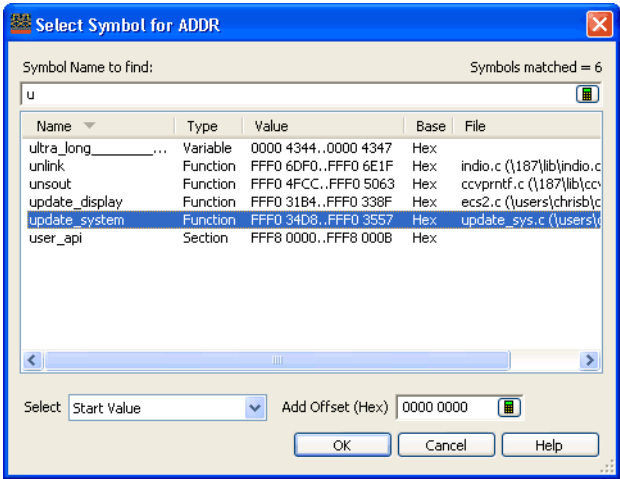 Select Symbol for ADDR
Symbol Name to find: Symbols matched = 6
u
Name Type Value Base File
ultra_long________... Variable 0000 4344..0000 4347 Hex
unlink Function FFF0 6DF0..FFF0 6E1F Hex indio.c (\187\lib\indio.c
unsout Function FFF0 4FCC..FFF0 5063 Hex ccvprntf.c (\187\lib\ccv
update_display Function FFF0 31B4..FFF0 338F Hex ecs2.c (\users\chrisb\c
update_system Function FFF0 34D8..FFF0 3557 Hex update_sys.c (\users\c
user_api Section FFF8 0000..FFF8 000B Hex
Select Start Value Add Offset (Hex) 0000 0000
OK Cancel Help